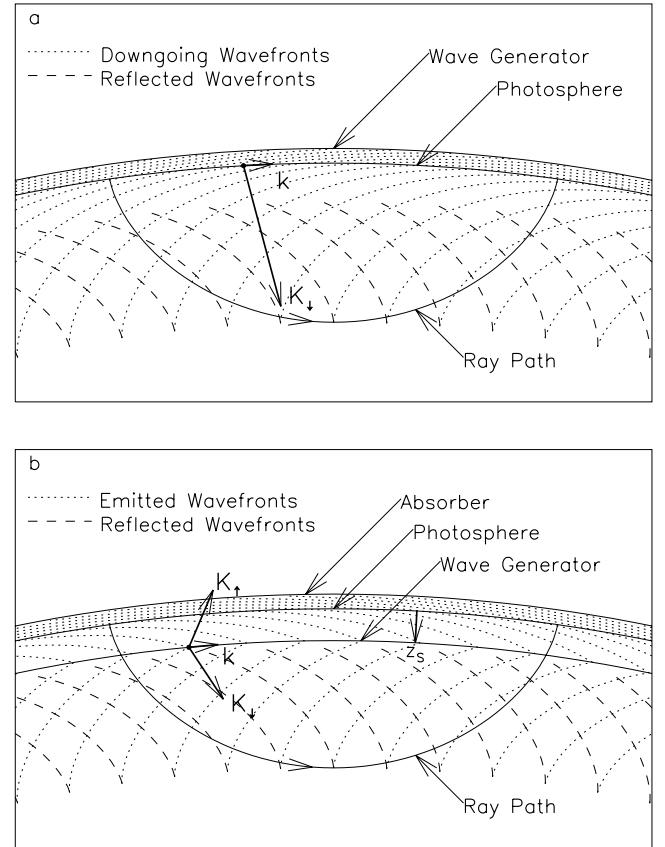 a
Downgoing Wavefronts
Reflected Wavefronts
Wave Generator
Photosphere
k
K↓
Ray Path
b
Emitted Wavefronts
Reflected Wavefronts
Absorber
Photosphere
Wave Generator
K↑
k
zs
K↓
Ray Path